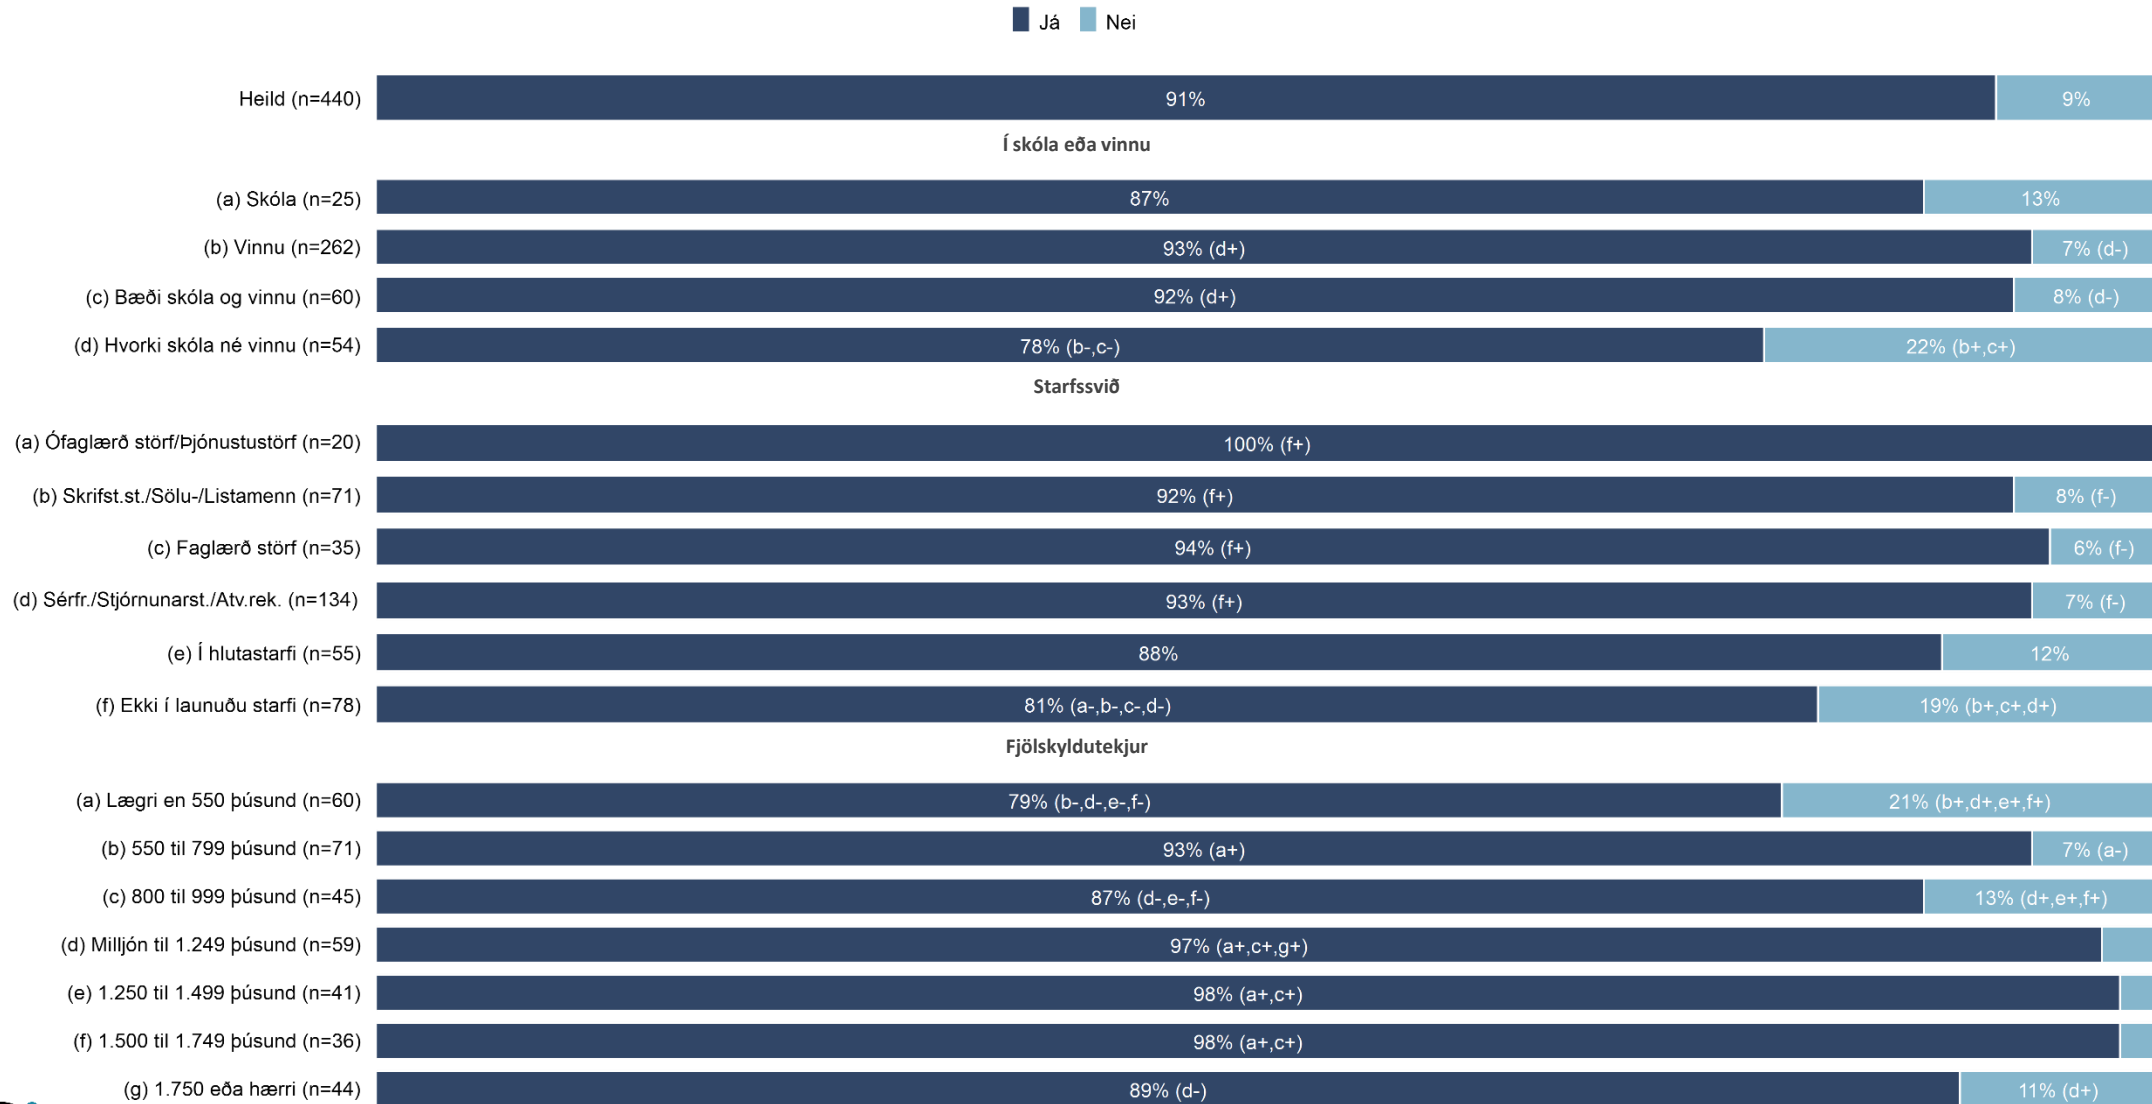 Já Nei
Heild (n=440) 91% 9%
Í skóla eða vinnu
(a) Skóla (n=25) 87% 13%
(b) Vinnu (n=262) 93% (d+) 7% (d-)
(c) Bæði skóla og vinnu (n=60) 92% (d+) 8% (d-)
(d) Hvorki skóla né vinnu (n=54) 78% (b-,c-) 22% (b+,c+)
Starfssvið
(a) Ófaglærð störf/Þjónustustörf (n=20) 100% (f+)
(b) Skrifst.st./Sölu-/Listamenn (n=71) 92% (f+) 8% (f-)
(c) Faglærð störf (n=35) 94% (f+) 6% (f-)
(d) Sérfr./Stjórnunarst./Atv.rek. (n=134) 93% (f+) 7% (f-)
(e) Í hlutastarfi (n=55) 88% 12%
(f) Ekki í launuðu starfi (n=78) 81% (a-,b-,c-,d-) 19% (b+,c+,d+)
Fjölskyldutekjur
(a) Lægri en 550 þúsund (n=60) 79% (b-,d-,e-,f-) 21% (b+,d+,e+,f+)
(b) 550 til 799 þúsund (n=71) 93% (a+) 7% (a-)
(c) 800 til 999 þúsund (n=45) 87% (d-,e-,f-) 13% (d+,e+,f+)
(d) Milljón til 1.249 þúsund (n=59) 97% (a+,c+,g+)
(e) 1.250 til 1.499 þúsund (n=41) 98% (a+,c+)
(f) 1.500 til 1.749 þúsund (n=36) 98% (a+,c+)
(g) 1.750 eða hærri (n=44) 89% (d-) 11% (d+)